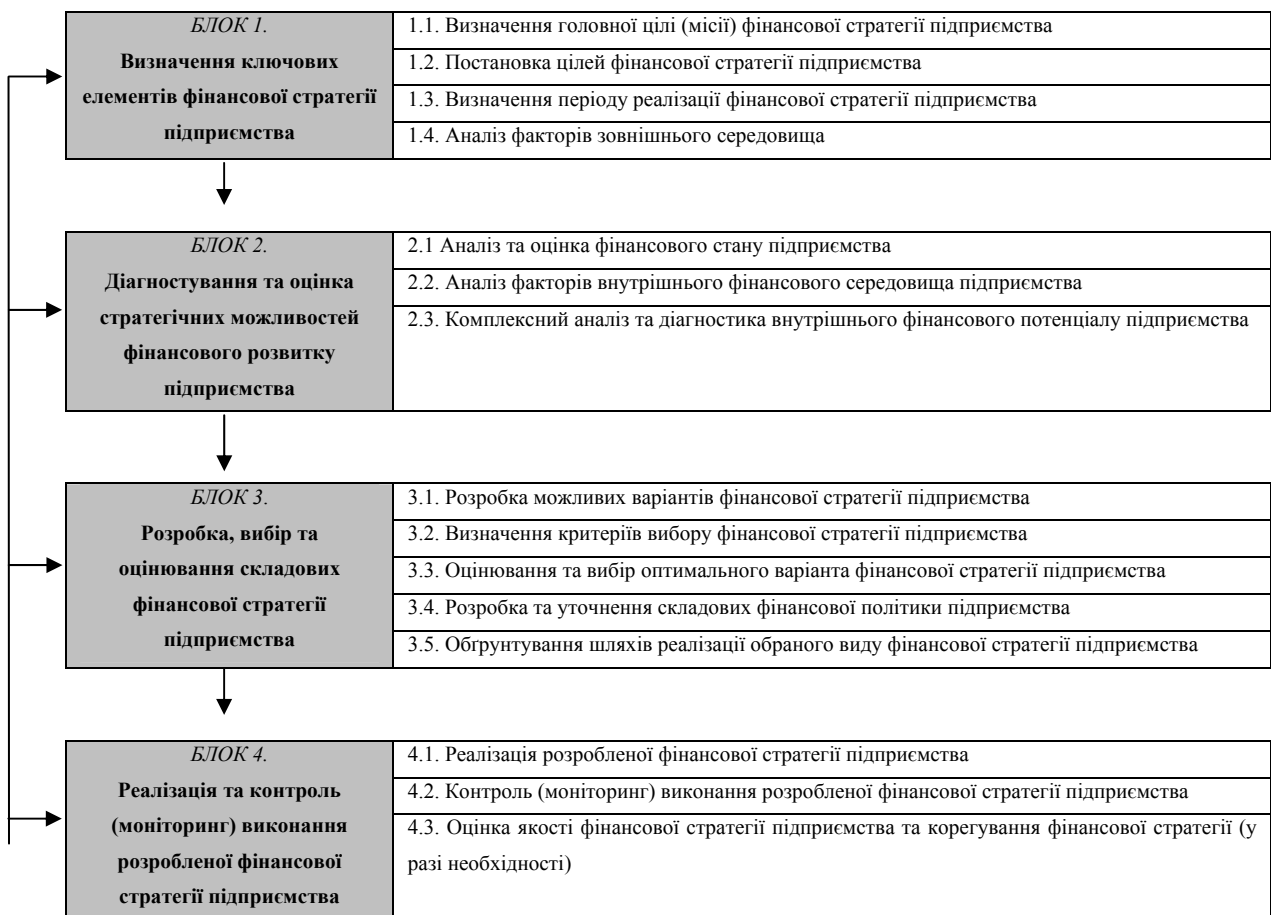 БЛОК 1.
Визначення ключових
елементів фінансової стратегії
підприємства
1.1. Визначення головної цілі (місії) фінансової стратегії підприємства
1.2. Постановка цілей фінансової стратегії підприємства
1.3. Визначення періоду реалізації фінансової стратегії підприємства
1.4. Аналіз факторів зовнішнього середовища
БЛОК 2.
Діагностування та оцінка
стратегічних можливостей
фінансового розвитку
підприємства
2.1 Аналіз та оцінка фінансового стану підприємства
2.2. Аналіз факторів внутрішнього фінансового середовища підприємства
2.3. Комплексний аналіз та діагностика внутрішнього фінансового потенціалу підприємства
БЛОК 3.
Розробка, вибір та
оцінювання складових
фінансової стратегії
підприємства
3.1. Розробка можливих варіантів фінансової стратегії підприємства
3.2. Визначення критеріїв вибору фінансової стратегії підприємства
3.3. Оцінювання та вибір оптимального варіанта фінансової стратегії підприємства
3.4. Розробка та уточнення складових фінансової політики підприємства
3.5. Обґрунтування шляхів реалізації обраного виду фінансової стратегії підприємства
БЛОК 4.
Реалізація та контроль
(моніторинг) виконання
розробленої фінансової
стратегії підприємства
4.1. Реалізація розробленої фінансової стратегії підприємства
4.2. Контроль (моніторинг) виконання розробленої фінансової стратегії підприємства
4.3. Оцінка якості фінансової стратегії підприємства та корегування фінансової стратегії (у
разі необхідності)